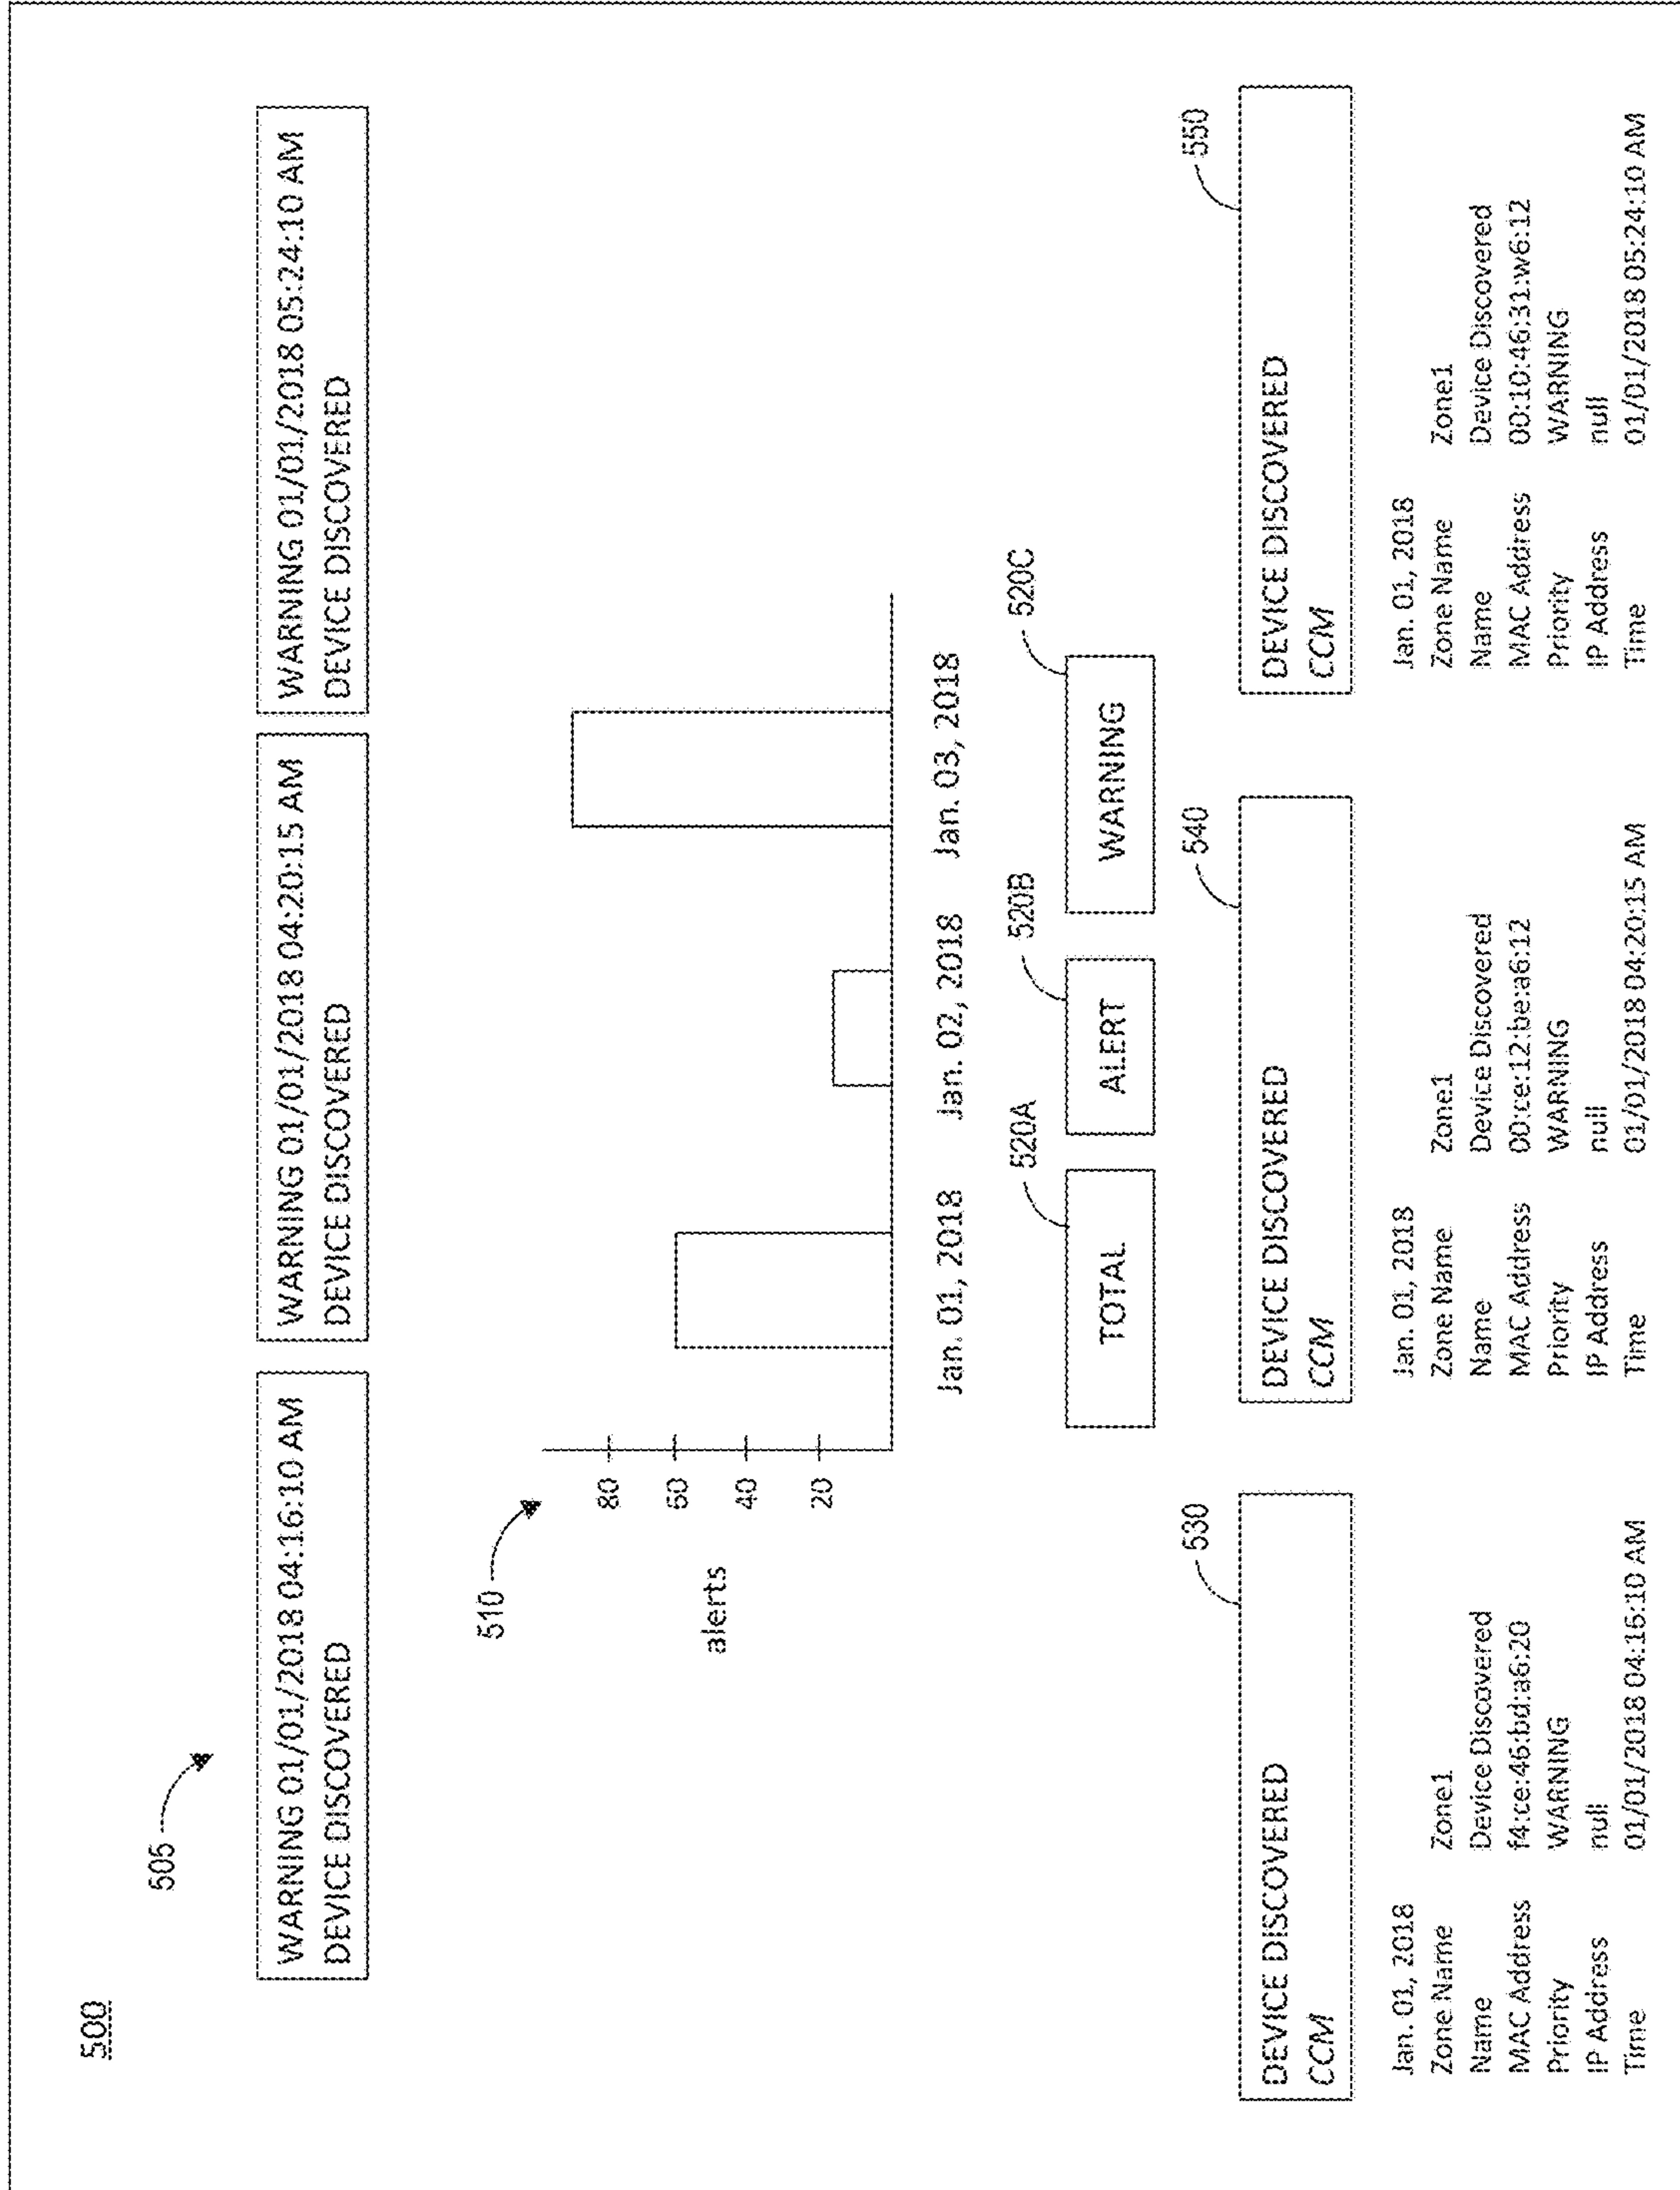 500
505
WARNING 01/01/2018 04:16:10 AM
DEVICE DISCOVERED
WARNING 01/01/2018 04:20:15 AM
DEVICE DISCOVERED
WARNING 01/01/2018 05:24:10 AM
DEVICE DISCOVERED
510
alerts
80
60
40
20
Jan. 01, 2018
Jan. 02, 2018
Jan. 03, 2018
520A
TOTAL
520B
ALERT
520C
WARNING
530
DEVICE DISCOVERED
CCM
Jan. 01, 2018
Zone Name Zone1
Name Device Discovered
MAC Address f4:ce:46:bd:a6:20
Priority WARNING
IP Address null
Time 01/01/2018 04:16:10 AM
540
DEVICE DISCOVERED
CCM
Jan. 01, 2018
Zone Name Zone1
Name Device Discovered
MAC Address 00:ce:12:be:a6:12
Priority WARNING
IP Address null
Time 01/01/2018 04:20:15 AM
550
DEVICE DISCOVERED
CCM
Jan. 01, 2018
Zone Name Zone1
Name Device Discovered
MAC Address 00:10:46:31:w6:12
Priority WARNING
IP Address null
Time 01/01/2018 05:24:10 AM